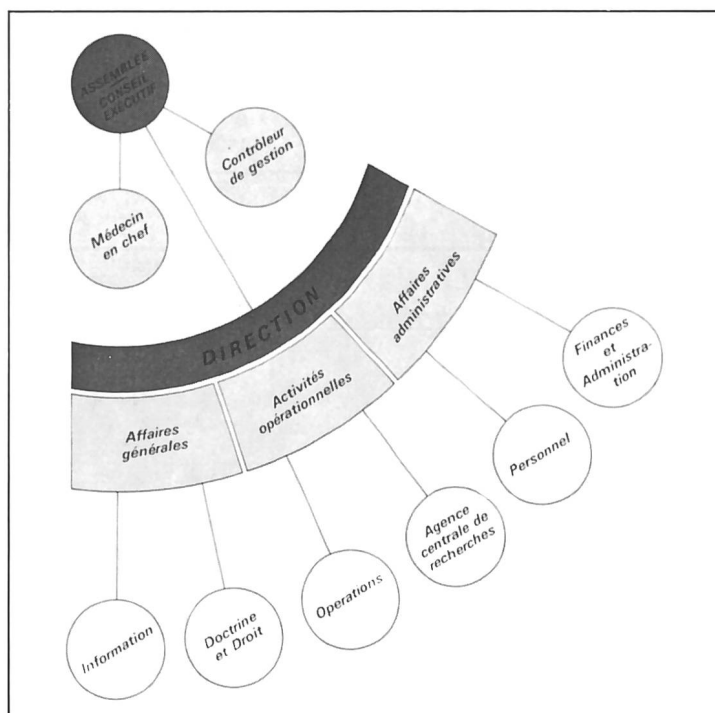 ASSEMBLÉE
CONSEIL
EXÉCUTIF
Contrôleur
de gestion
Médecin
en chef
DIRECTION
Affaires
générales
Activités
opérationnelles
Affaires
administratives
Information
Doctrine
et Droit
Operations
Agence
centrale de
recherches
Personnel
Finances
et
Administra-
tion